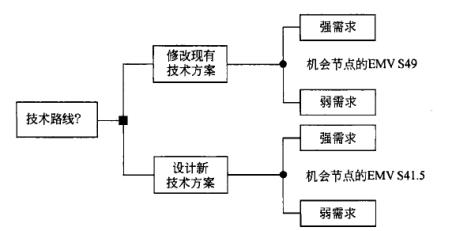 强需求
修改现有
技术方案
机会节点的EMV S49
弱需求
技术路线?
强需求
设计新
技术方案
机会节点的EMV S41.5
弱需求